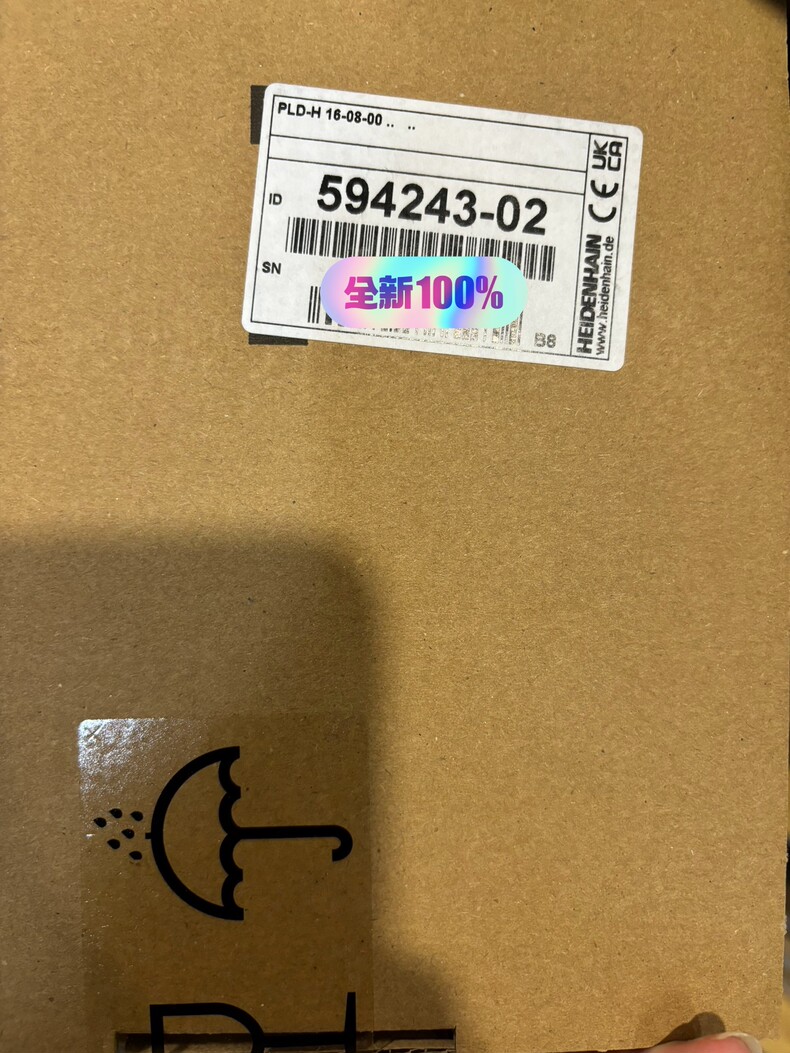 PLD-H 16-08-00 .. ..
ID 594243-02
SN
全新100%
B8
HEIDENHAIN
www.heidenhain.de
CE UK CA